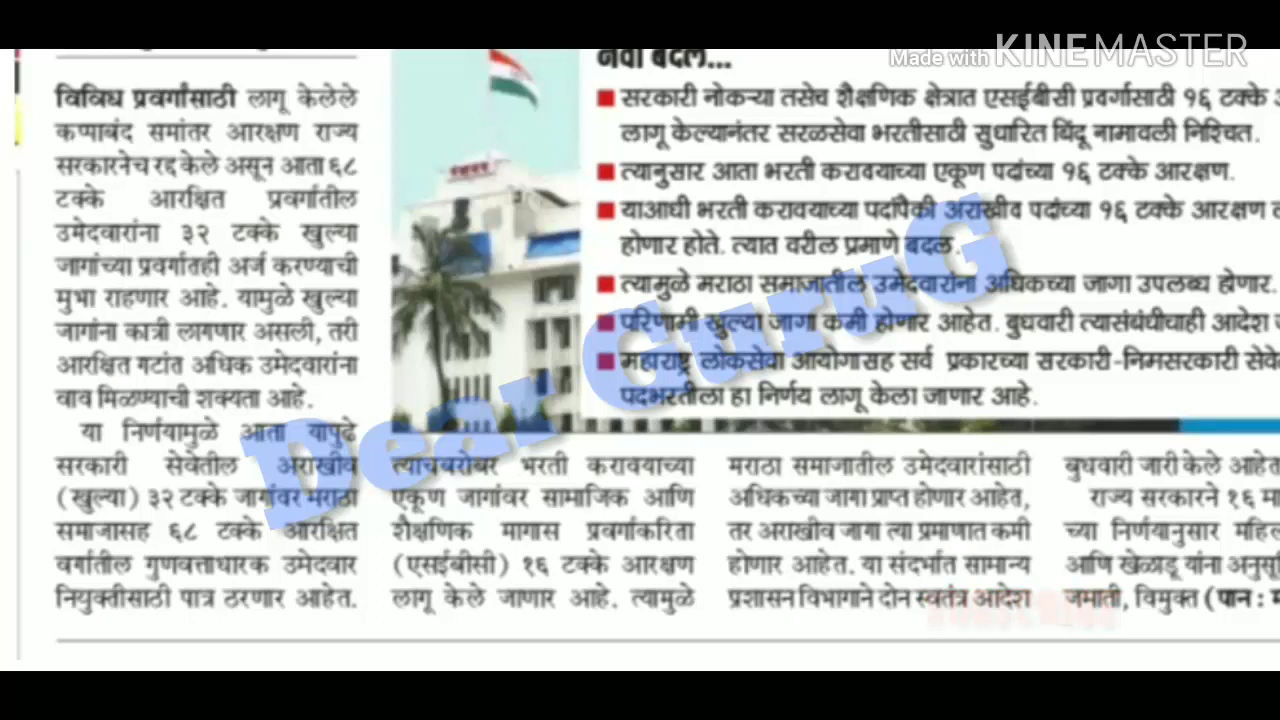 Made with KINEMASTER
विविध प्रवर्गांसाठी लागू केलेले
कप्पाबंद समांतर आरक्षण राज्य
सरकारनेच रद्द केले असून आता ६८
टक्के आरक्षित प्रवर्गातील
उमेदवारांना ३२ टक्के खुल्या
जागांच्या प्रवर्गातही अर्ज करण्याची
मुभा राहणार आहे. यामुळे खुल्या
जागांना कात्री लागणार असली, तरी
आरक्षित गटांत अधिक उमेदवारांना
वाव मिळण्याची शक्यता आहे.
या निर्णयामुळे आता यापुढे
सरकारी सेवेतील अराखीव
(खुल्या) ३२ टक्के जागांवर मराठा
समाजासह ६८ टक्के आरक्षित
वर्गातील गुणवत्ताधारक उमेदवार
नियुक्तीसाठी पात्र ठरणार आहेत.
नवा बदल...
सरकारी नोकऱ्या तसेच शैक्षणिक क्षेत्रात एसईबीसी प्रवर्गासाठी १६ टक्के
लागू केल्यानंतर सरळसेवा भरतीसाठी सुधारित बिंदू नामावली निश्चित.
त्यानुसार आता भरती करावयाच्या एकूण पदांच्या १६ टक्के आरक्षण.
याआधी भरती करावयाच्या पदांपैकी अराखीव पदांच्या १६ टक्के आरक्षण
होणार होते. त्यात वरील प्रमाणे बदल.
त्यामुळे मराठा समाजातील उमेदवारांना अधिकच्या जागा उपलब्ध होणार.
परिणामी खुल्या जागा कमी होणार आहेत. बुधवारी त्यासंबंधीचाही आदेश
महाराष्ट्र लोकसेवा आयोगासह सर्व प्रकारच्या सरकारी-निमसरकारी
पदभरतीला हा निर्णय लागू केला जाणार आहे.
त्याचबरोबर भरती करावयाच्या
एकूण जागांवर सामाजिक आणि
शैक्षणिक मागास प्रवर्गाकरिता
(एसईबीसी) १६ टक्के आरक्षण
लागू केले जाणार आहे. त्यामुळे
मराठा समाजातील उमेदवारांसाठी
अधिकच्या जागा प्राप्त होणार आहेत,
तर अराखीव जागा त्या प्रमाणात कमी
होणार आहेत. या संदर्भात सामान्य
प्रशासन विभागाने दोन स्वतंत्र आदेश
बुधवारी जारी केले आहेत
राज्य सरकारने १६
च्या निर्णयानुसार
आणि खेळाडू यांना
जमाती, विमुक्त (पान :
Dear GuruG